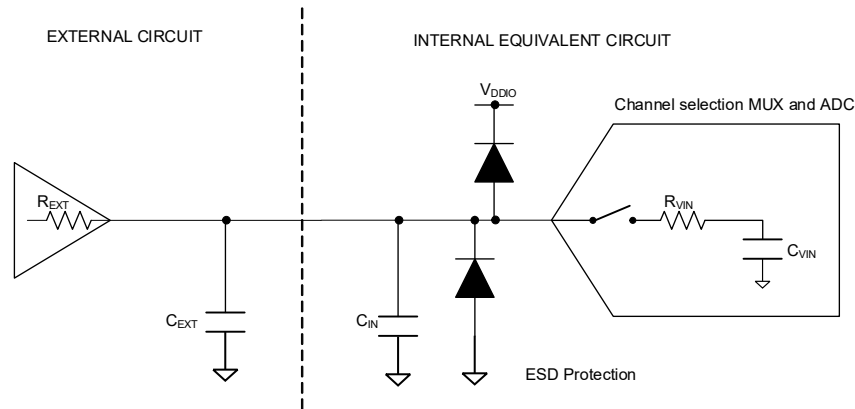 EXTERNAL CIRCUIT
INTERNAL EQUIVALENT CIRCUIT
VDDIO
Channel selection MUX and ADC
REXT
RVIN
CVIN
CEXT
CIN
ESD Protection